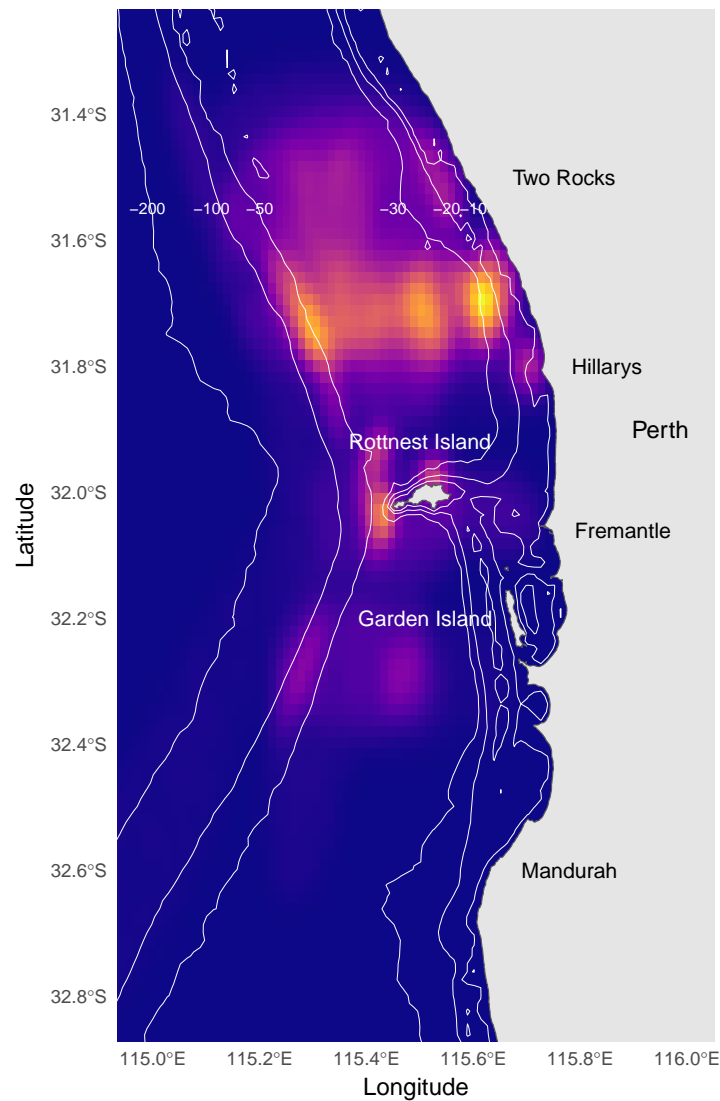 31.4°S
Two Rocks
−200 −100 −50 −30 −20 −10
31.6°S
31.8°S
Hillarys
Perth
Rottnest Island
32.0°S
Fremantle
Latitude
32.2°S
Garden Island
32.4°S
32.6°S
Mandurah
32.8°S
115.0°E 115.2°E 115.4°E 115.6°E 115.8°E 116.0°E
Longitude